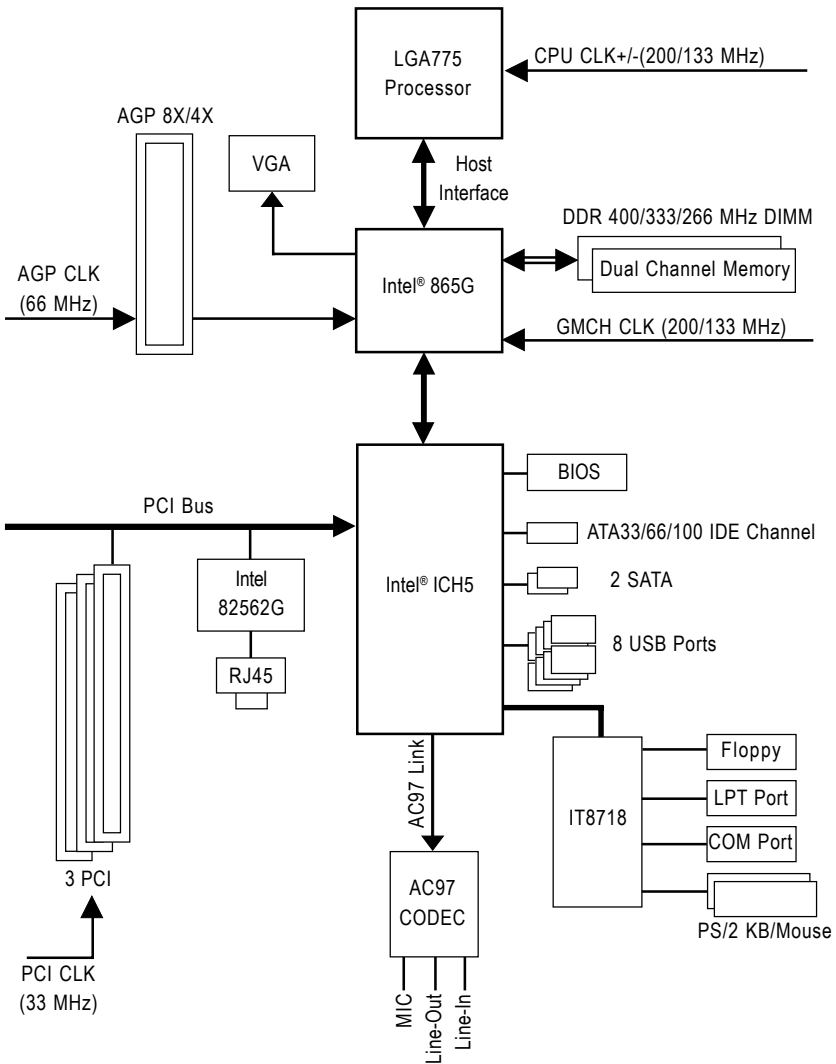 LGA775
Processor
CPU CLK+/-(200/133 MHz)
AGP 8X/4X
VGA
Host
Interface
DDR 400/333/266 MHz DIMM
Dual Channel Memory
AGP CLK
(66 MHz)
Intel® 865G
GMCH CLK (200/133 MHz)
BIOS
PCI Bus
ATA33/66/100 IDE Channel
Intel
82562G
Intel® ICH5
2 SATA
RJ45
8 USB Ports
AC97 Link
Floppy
IT8718
LPT Port
COM Port
3 PCI
AC97
CODEC
PS/2 KB/Mouse
PCI CLK
(33 MHz)
MIC
Line-Out
Line-In